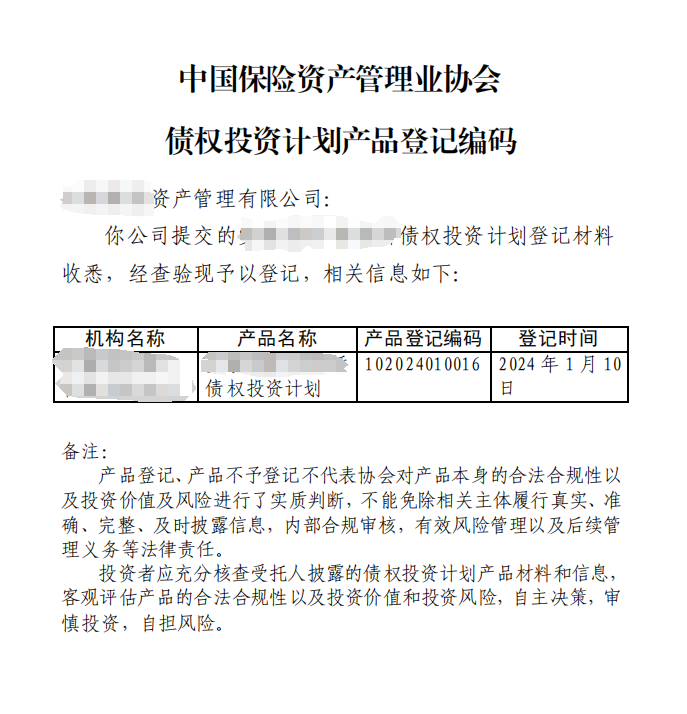 中国保险资产管理业协会
债权投资计划产品登记编码
资产管理有限公司：
你公司提交的债权投资计划登记材料
收悉，经查验现予以登记，相关信息如下：
机构名称 产品名称 产品登记编码 登记时间
102024010016 2024 年 1 月 10
债权投资计划 日
备注：
产品登记、产品不予登记不代表协会对产品本身的合法合规性以
及投资价值及风险进行了实质判断，不能免除相关主体履行真实、准
确、完整、及时披露信息，内部合规审核，有效风险管理以及后续管
理义务等法律责任。
投资者应充分核查受托人披露的债权投资计划产品材料和信息，
客观评估产品的合法合规性以及投资价值和投资风险，自主决策，审
慎投资，自担风险。